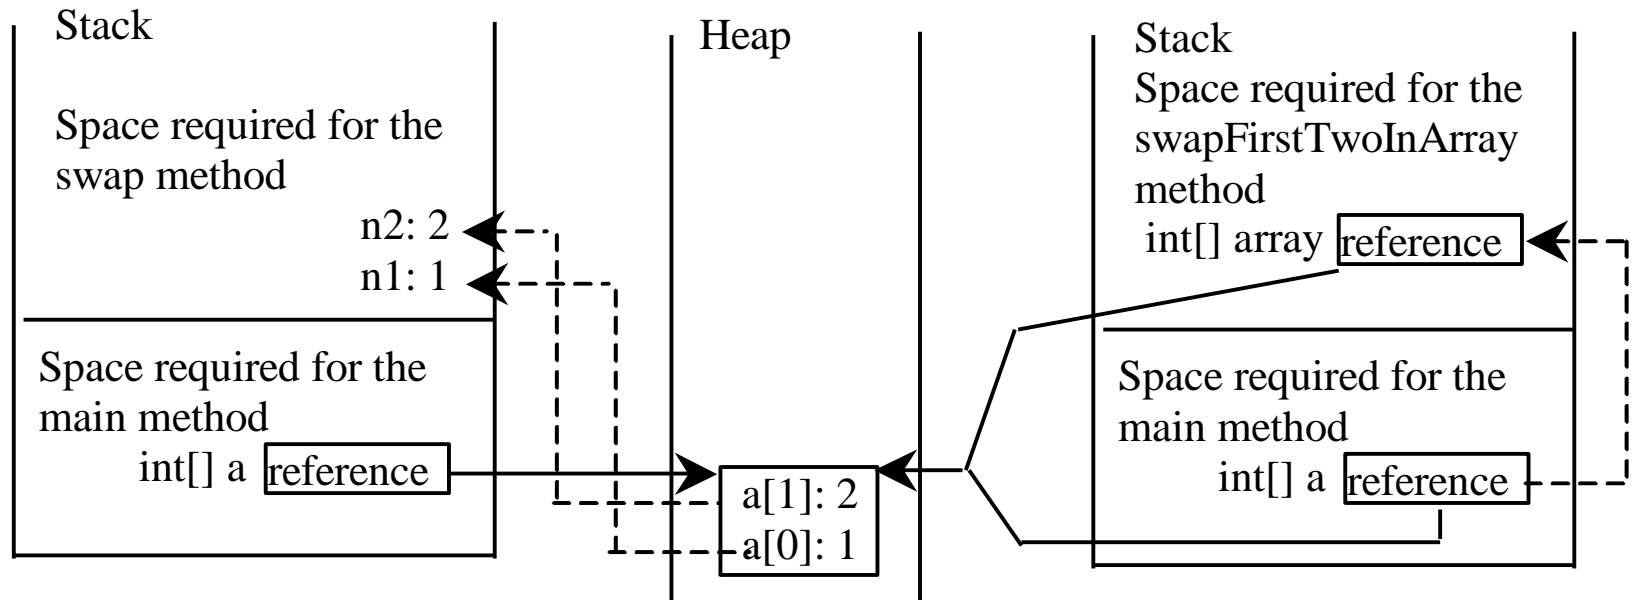 Stack
Space required for the
swap method
n2: 2
n1: 1
Space required for the
main method
int[] a reference
Heap
a[1]: 2
a[0]: 1
Stack
Space required for the
swapFirstTwoInArray
method
int[] array reference
Space required for the
main method
int[] a reference